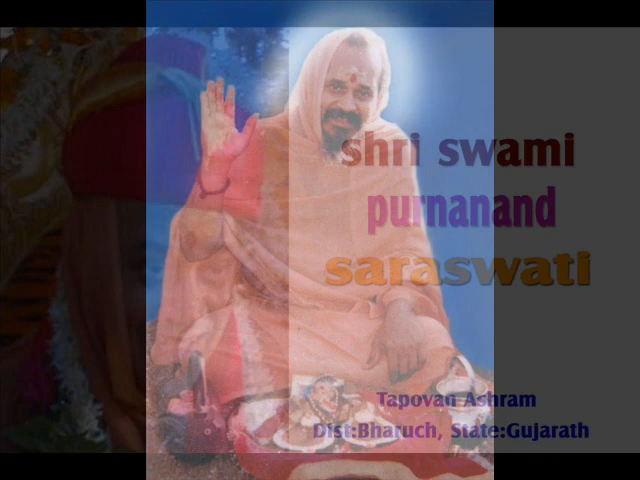 shri swami
purnanand
saraswati
Tapovan Ashram
Dist:Bharuch, State:Gujarath